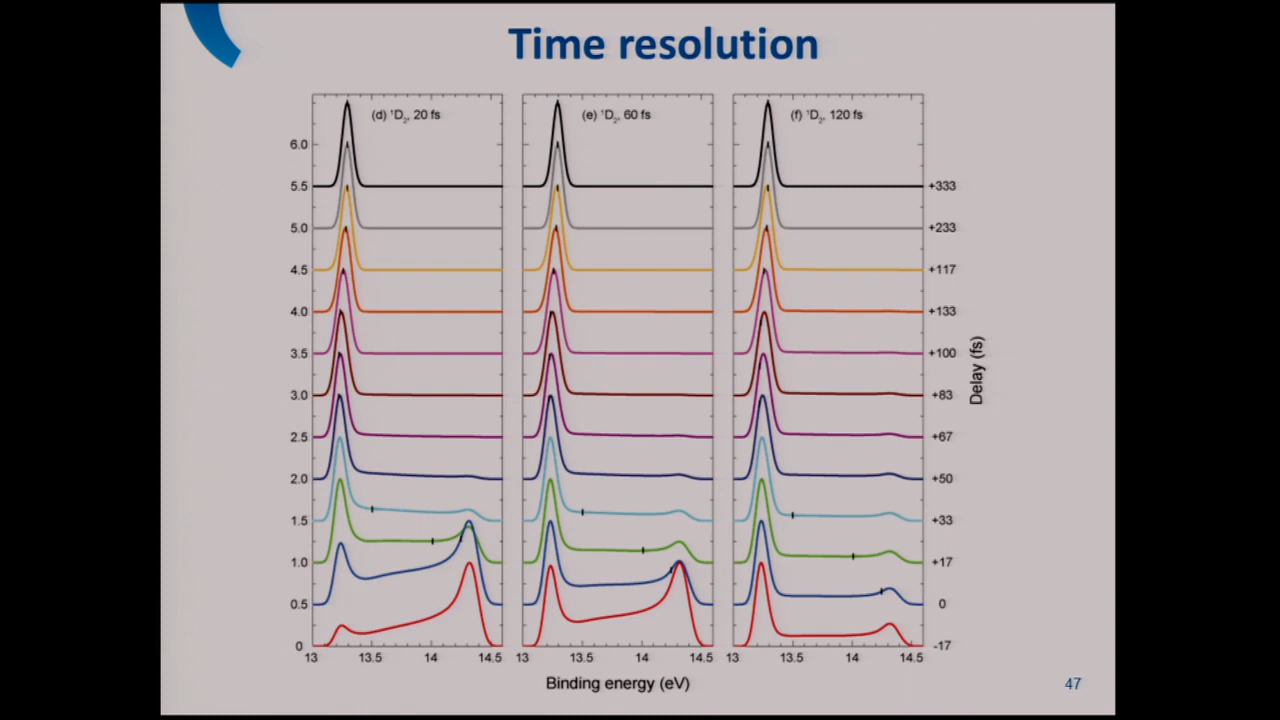 Time resolution
(d) ¹D₂, 20 fs
(e) ¹D₂, 60 fs
(f) ¹D₂, 120 fs
6.0
5.5
5.0
4.5
4.0
3.5
3.0
2.5
2.0
1.5
1.0
0.5
0
+333
+233
+117
+133
+100
+83
+67
+50
+33
+17
0
-17
Delay (fs)
13 13.5 14 14.5
13 13.5 14 14.5
13 13.5 14 14.5
Binding energy (eV)
47